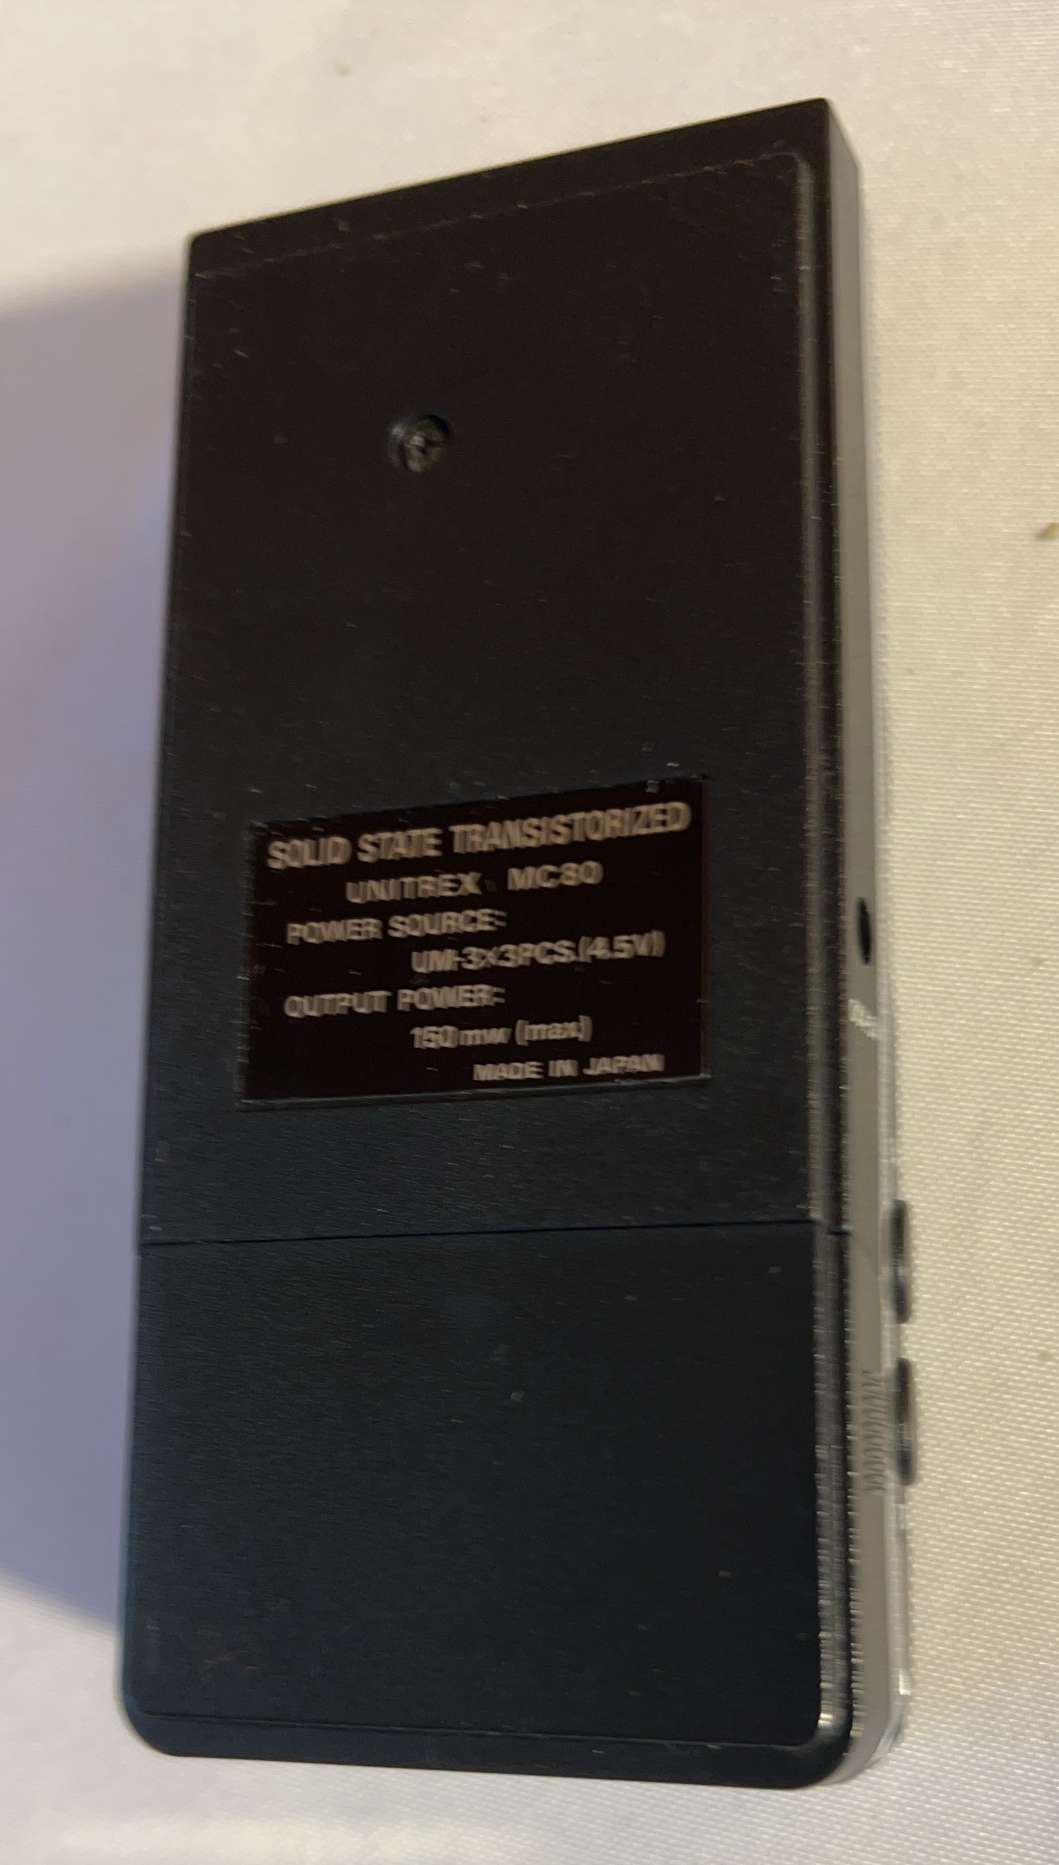 SOLID STATE TRANSISTORIZED
UNITREX MC80
POWER SOURCE:
UM-3×3PCS.(4.5V)
OUTPUT POWER:
150mw (max)
MADE IN JAPAN